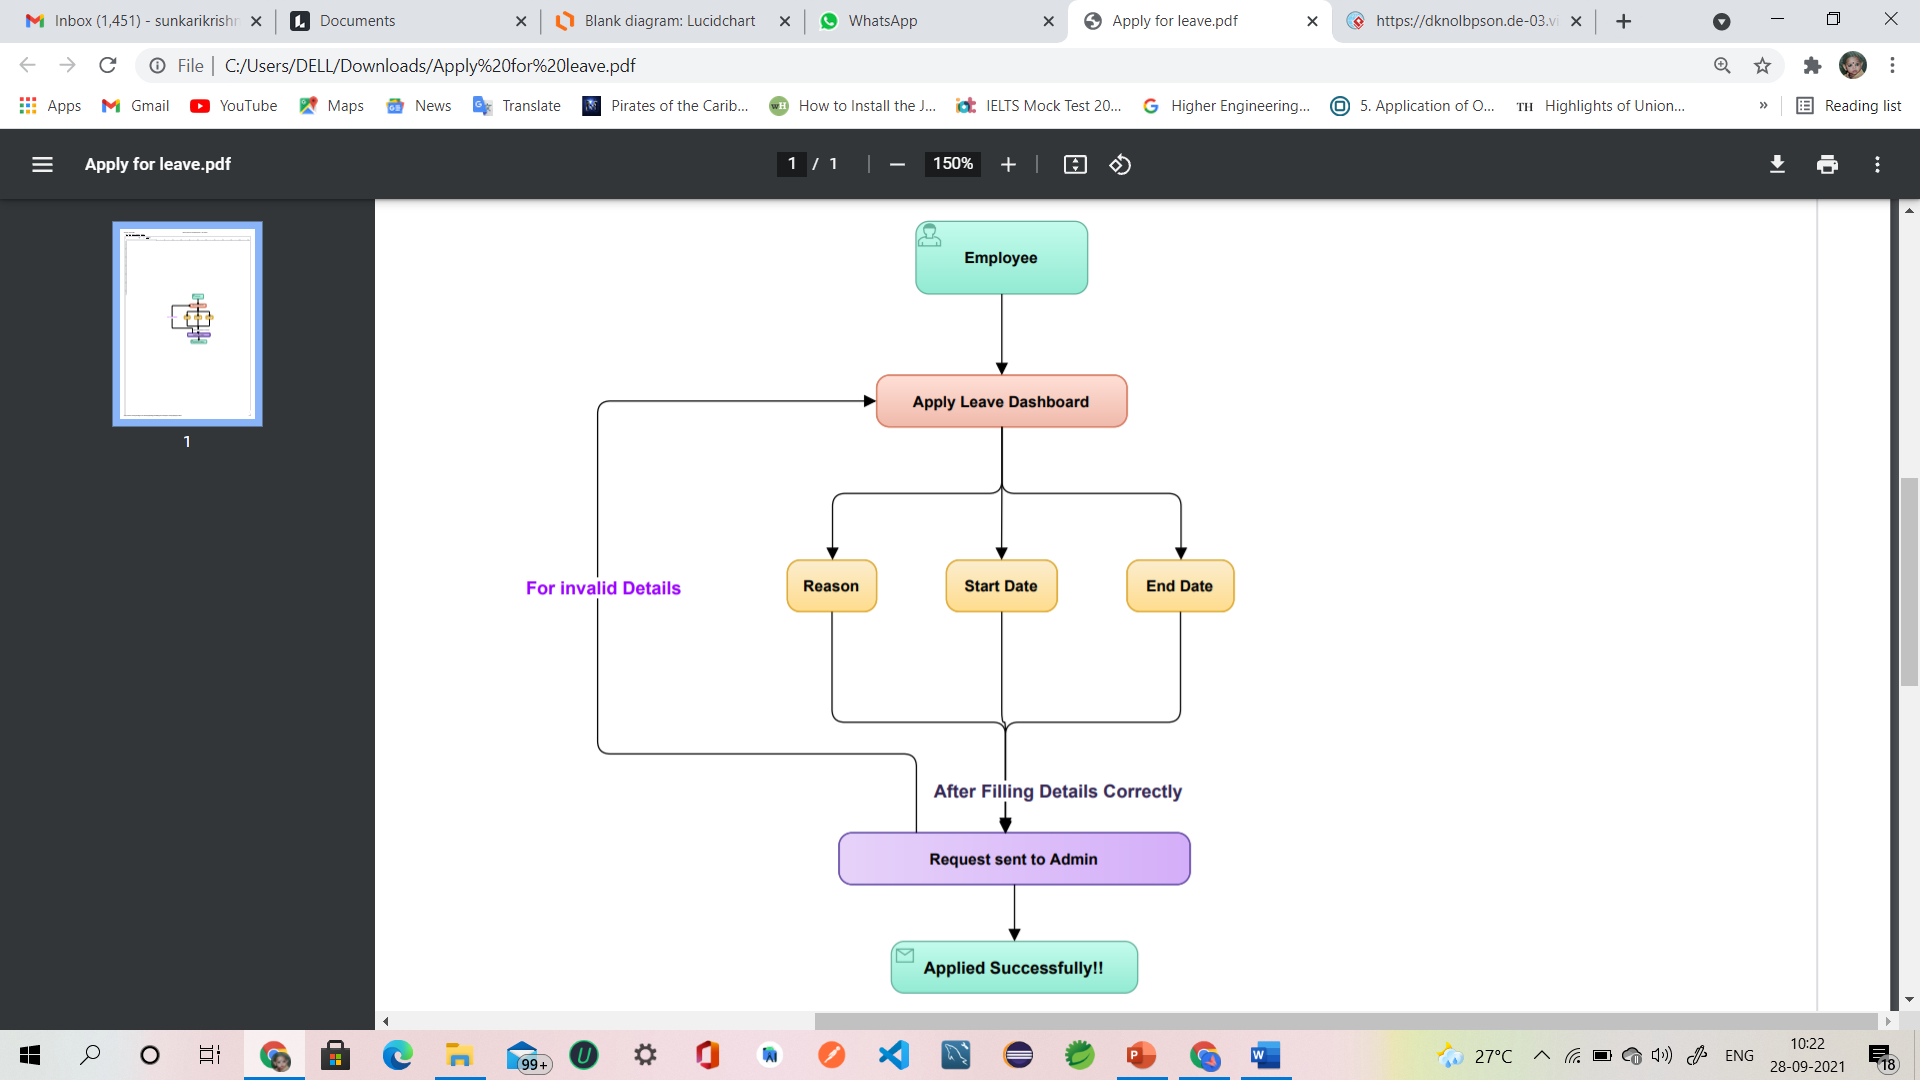 Inbox (1,451) - sunkarikrishn
Documents
Blank diagram: Lucidchart
WhatsApp
Apply for leave.pdf
https://dknolbpson.de-03.vi
File
C:/Users/DELL/Downloads/Apply%20for%20leave.pdf
Apps
Gmail
YouTube
Maps
News
Translate
Pirates of the Carib...
How to Install the J...
IELTS Mock Test 20...
Higher Engineering...
5. Application of O...
TH
Highlights of Union...
»
Reading list
Apply for leave.pdf
1 / 1
150%
1
Employee
Apply Leave Dashboard
For invalid Details
Reason
Start Date
End Date
After Filling Details Correctly
Request sent to Admin
Applied Successfully!!
99+
27°C
ENG
10:22
28-09-2021
18